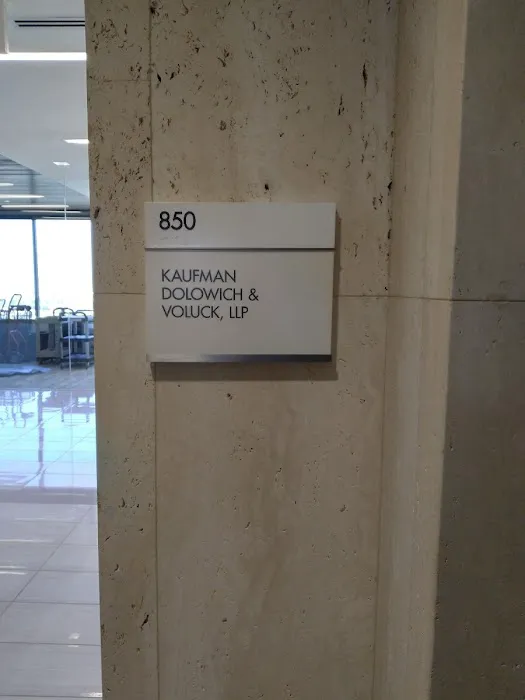 850
KAUFMAN
DOLOWICH &
VOLUCK, LLP